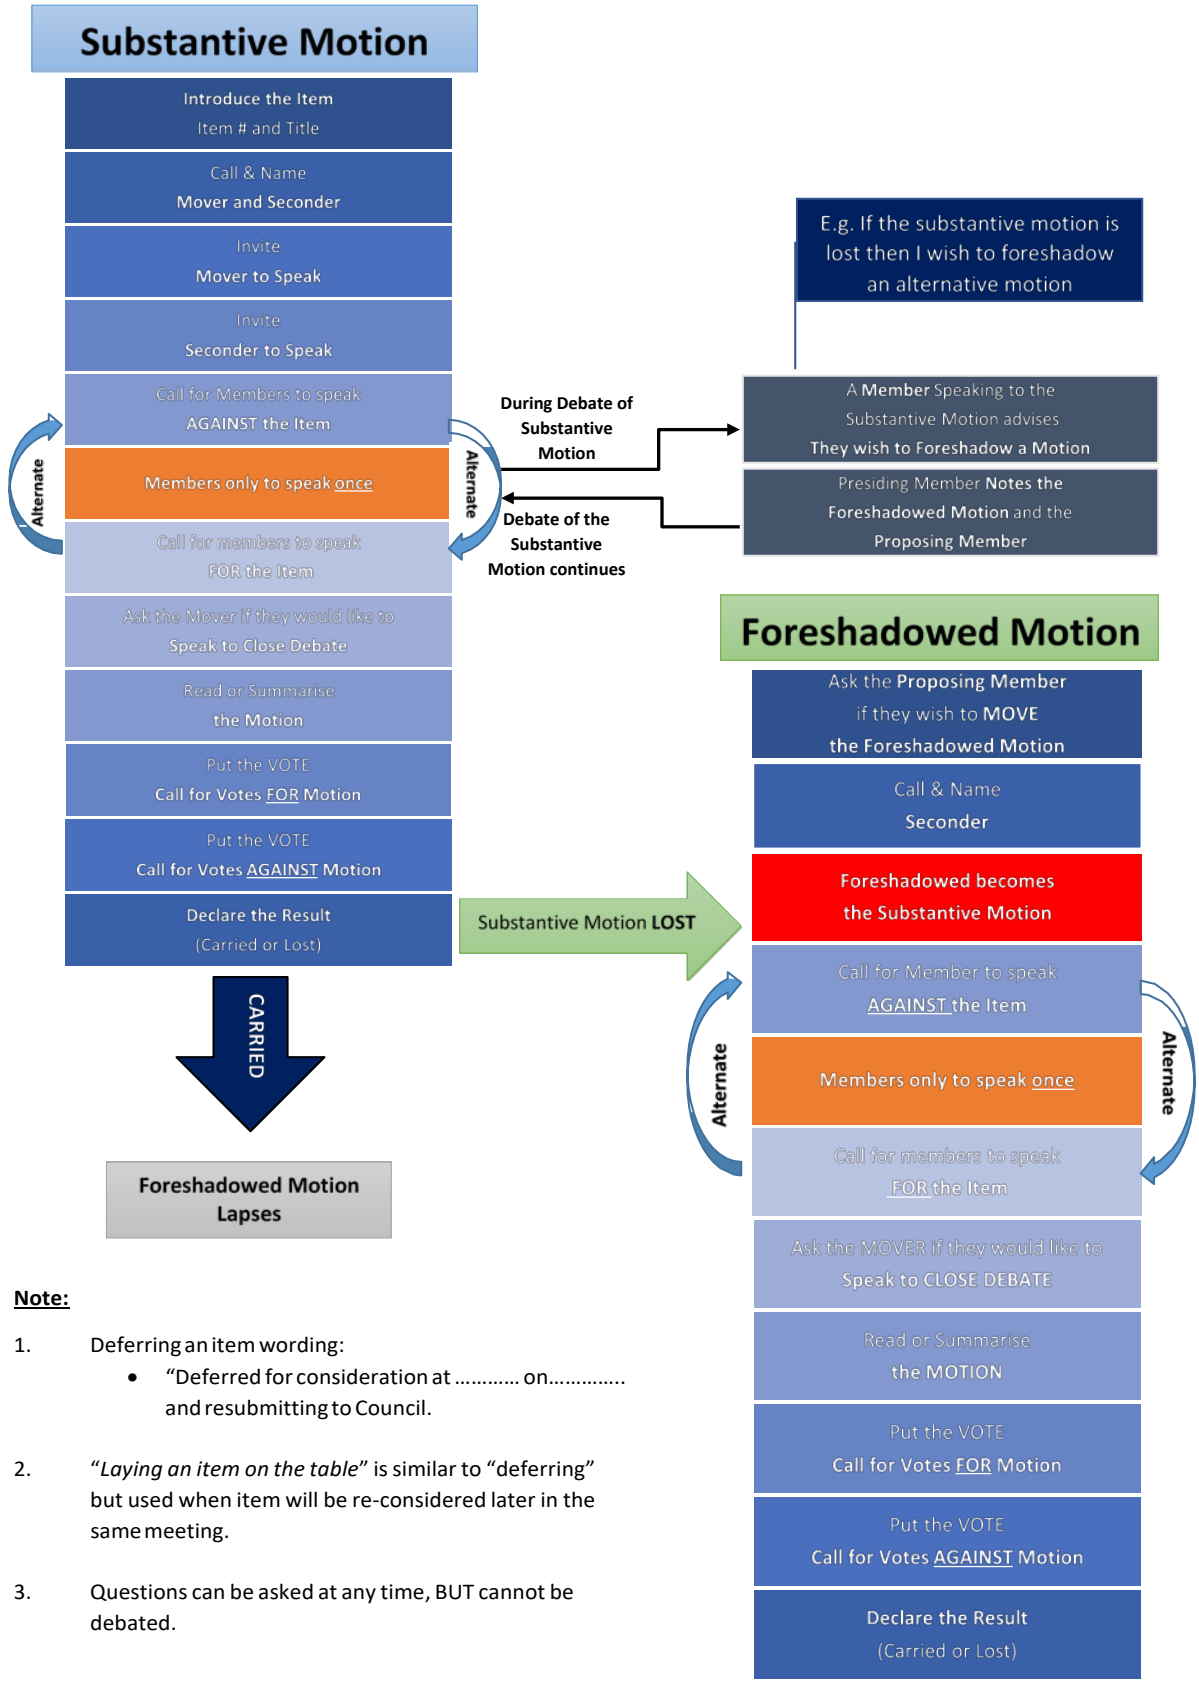 Substantive Motion
Introduce the Item
Item # and Title
Call & Name
Mover and Seconder
Invite
Mover to Speak
Invite
Seconder to Speak
Call for Members to speak
AGAINST the Item
Members only to speak once
Call for members to speak
FOR the Item
Ask the Mover if they would like to
Speak to Close Debate
Read or Summarise
the Motion
Put the VOTE
Call for Votes FOR Motion
Put the VOTE
Call for Votes AGAINST Motion
Declare the Result
(Carried or Lost)
Alternate
Alternate
During Debate of
Substantive
Motion
Debate of the
Substantive
Motion continues
E.g. If the substantive motion is
lost then I wish to foreshadow
an alternative motion
A Member Speaking to the
Substantive Motion advises
They wish to Foreshadow a Motion
Presiding Member Notes the
Foreshadowed Motion and the
Proposing Member
CARRIED
Foreshadowed Motion
Lapses
Substantive Motion LOST
Foreshadowed Motion
Ask the Proposing Member
if they wish to MOVE
the Foreshadowed Motion
Call & Name
Seconder
Foreshadowed becomes
the Substantive Motion
Call for Member to speak
AGAINST the Item
Members only to speak once
Call for members to speak
FOR the Item
Ask the MOVER if they would like to
Speak to CLOSE DEBATE
Read or Summarise
the MOTION
Put the VOTE
Call for Votes FOR Motion
Put the VOTE
Call for Votes AGAINST Motion
Declare the Result
(Carried or Lost)
Alternate
Alternate
Note:
1. Deferring an item wording:
• “Deferred for consideration at ………… on…………..
and resubmitting to Council.
2. “Laying an item on the table” is similar to “deferring”
but used when item will be re-considered later in the
same meeting.
3. Questions can be asked at any time, BUT cannot be
debated.